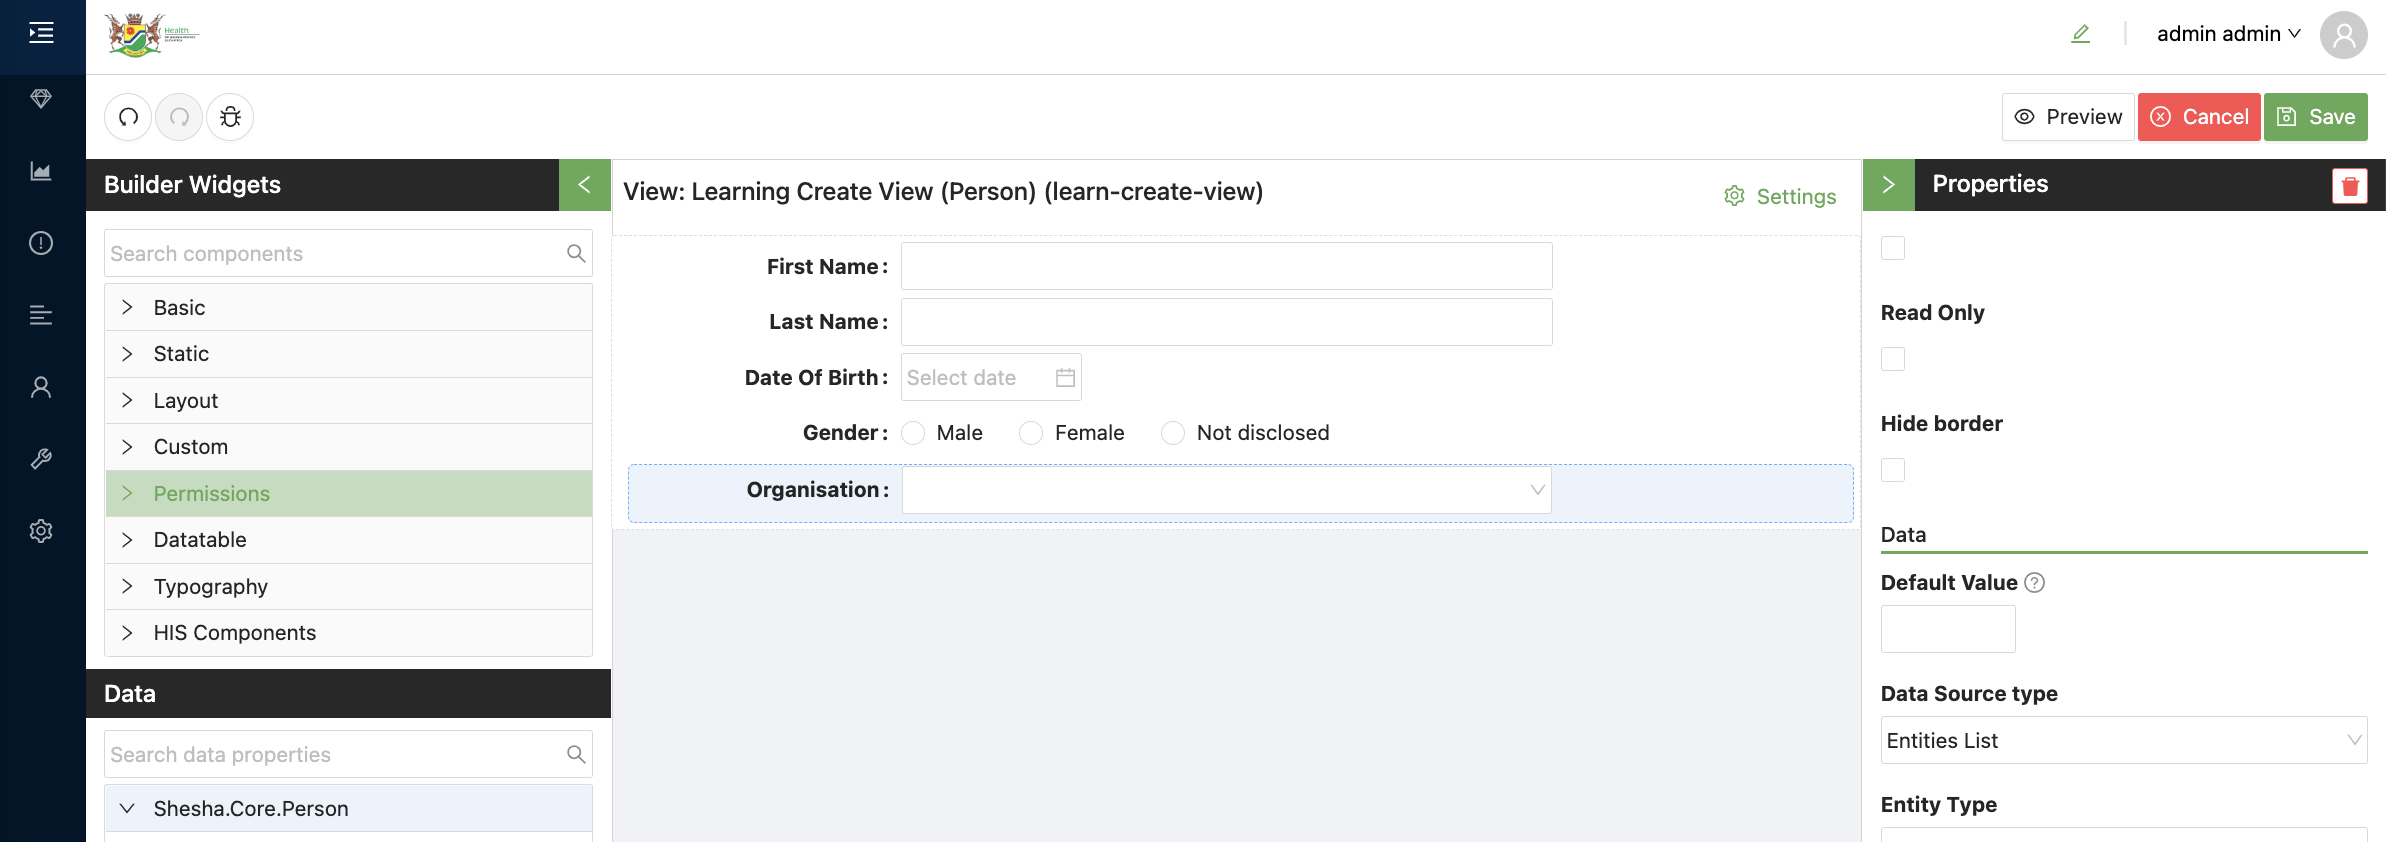 Health
admin admin
Preview
Cancel
Save
Builder Widgets
Search components
Basic
Static
Layout
Custom
Permissions
Datatable
Typography
HIS Components
Data
Search data properties
Shesha.Core.Person
View: Learning Create View (Person) (learn-create-view)
Settings
First Name :
Last Name :
Date Of Birth :
Select date
Gender :
Male
Female
Not disclosed
Organisation :
Properties
Read Only
Hide border
Data
Default Value
Data Source type
Entities List
Entity Type